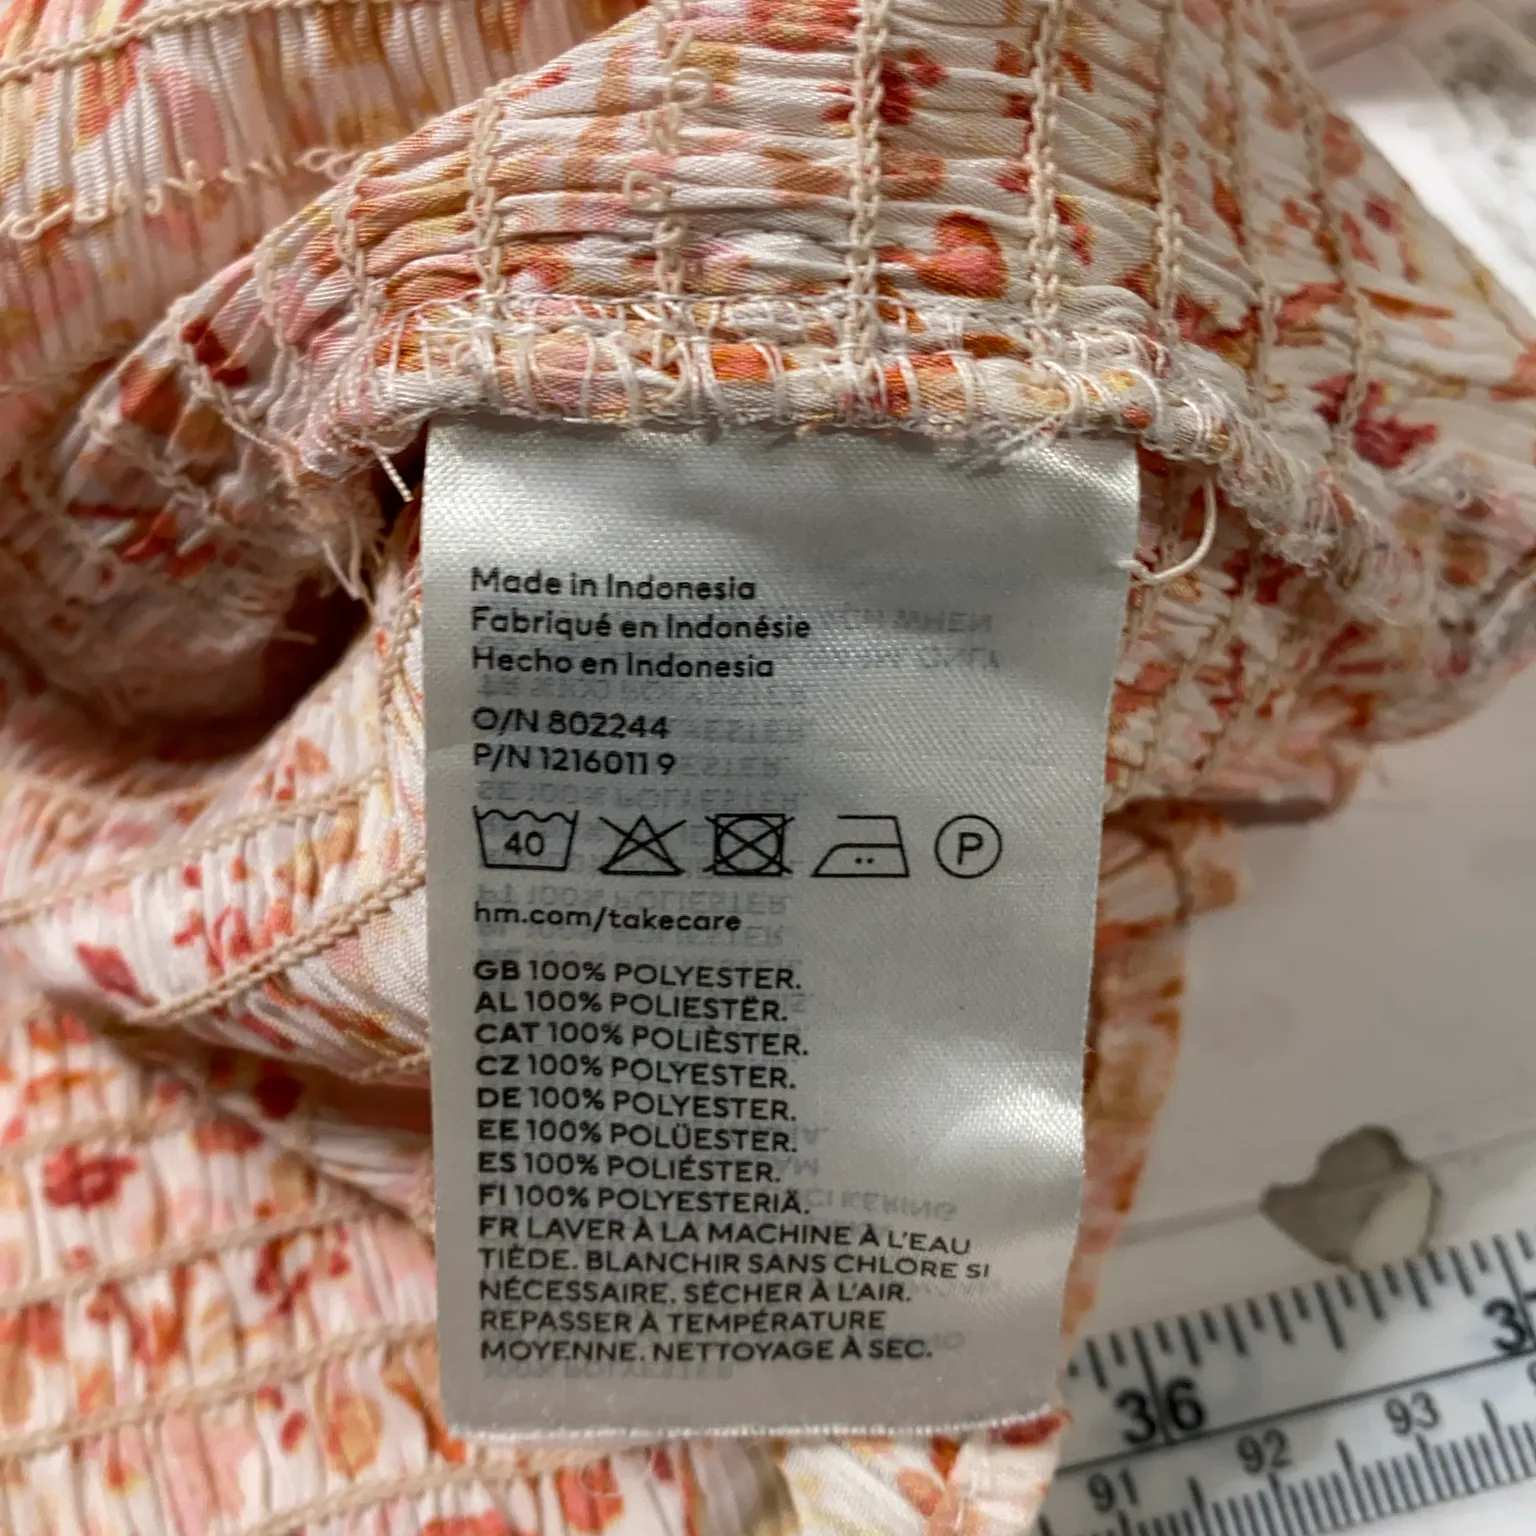 Made in Indonesia
Fabriqué en Indonésie
Hecho en Indonesia
O/N 802244
P/N 1216011 9
40 P
hm.com/takecare
GB 100% POLYESTER.
AL 100% POLIESTËR.
CAT 100% POLIÈSTER.
CZ 100% POLYESTER.
DE 100% POLYESTER.
EE 100% POLÜESTER.
ES 100% POLIÉSTER.
FI 100% POLYESTERIÄ.
FR LAVER À LA MACHINE À L'EAU
TIÈDE. BLANCHIR SANS CHLORE SI
NÉCESSAIRE. SÉCHER À L'AIR.
REPASSER À TEMPÉRATURE
MOYENNE. NETTOYAGE À SEC.
36
91 92 93